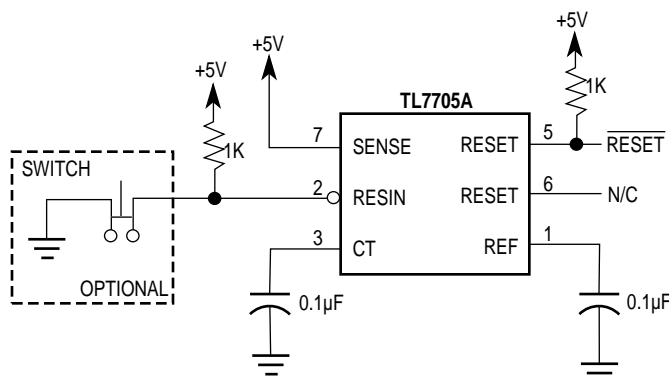 +5V
+5V
+5V
TL7705A
1K
1K
7
SENSE
RESET
5
RESET
SWITCH
2
RESIN
RESET
6
N/C
3
CT
REF
1
OPTIONAL
0.1µF
0.1µF